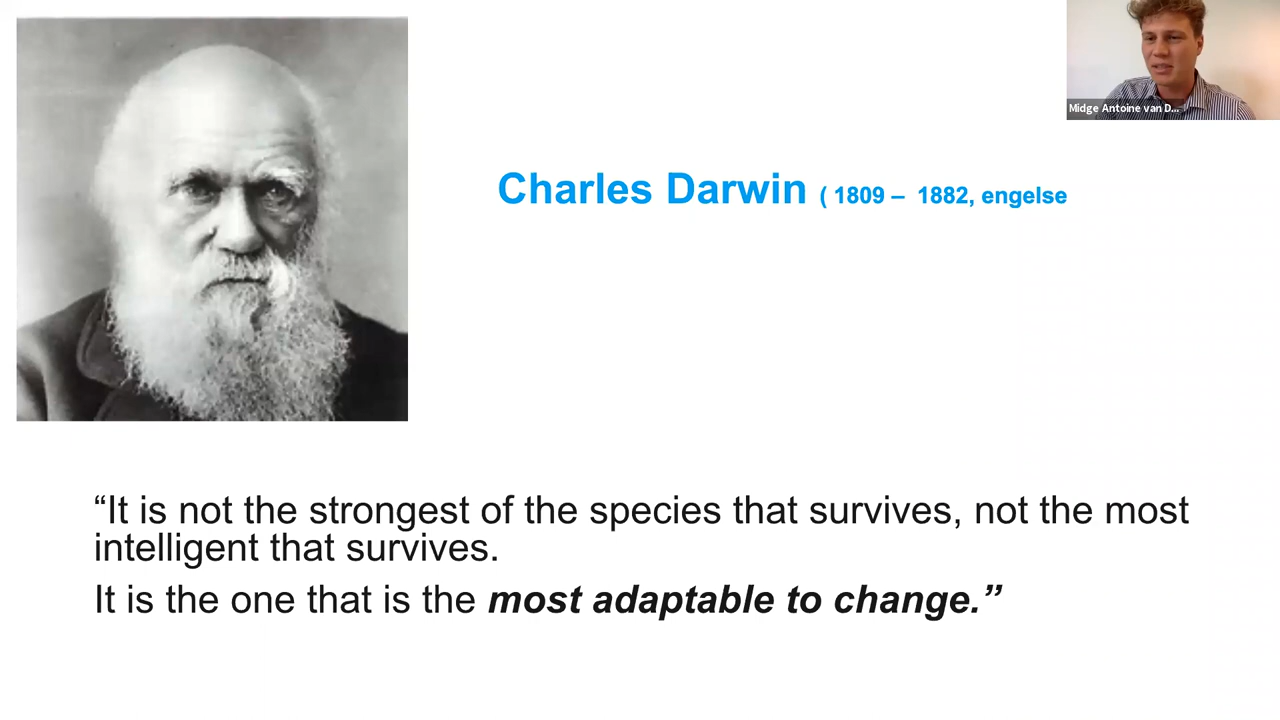 Midge Antoine van D...
Charles Darwin ( 1809 – 1882, engelse
“It is not the strongest of the species that survives, not the most
intelligent that survives.
It is the one that is the most adaptable to change.”